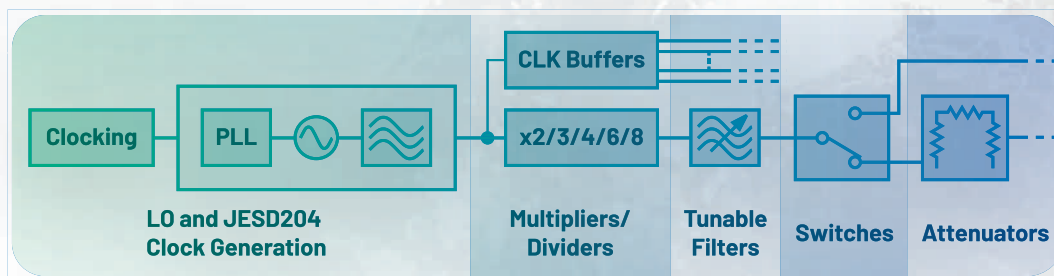 CLK Buffers
Clocking
PLL
x2/3/4/6/8
LO and JESD204
Clock Generation
Multipliers/
Dividers
Tunable
Filters
Switches
Attenuators